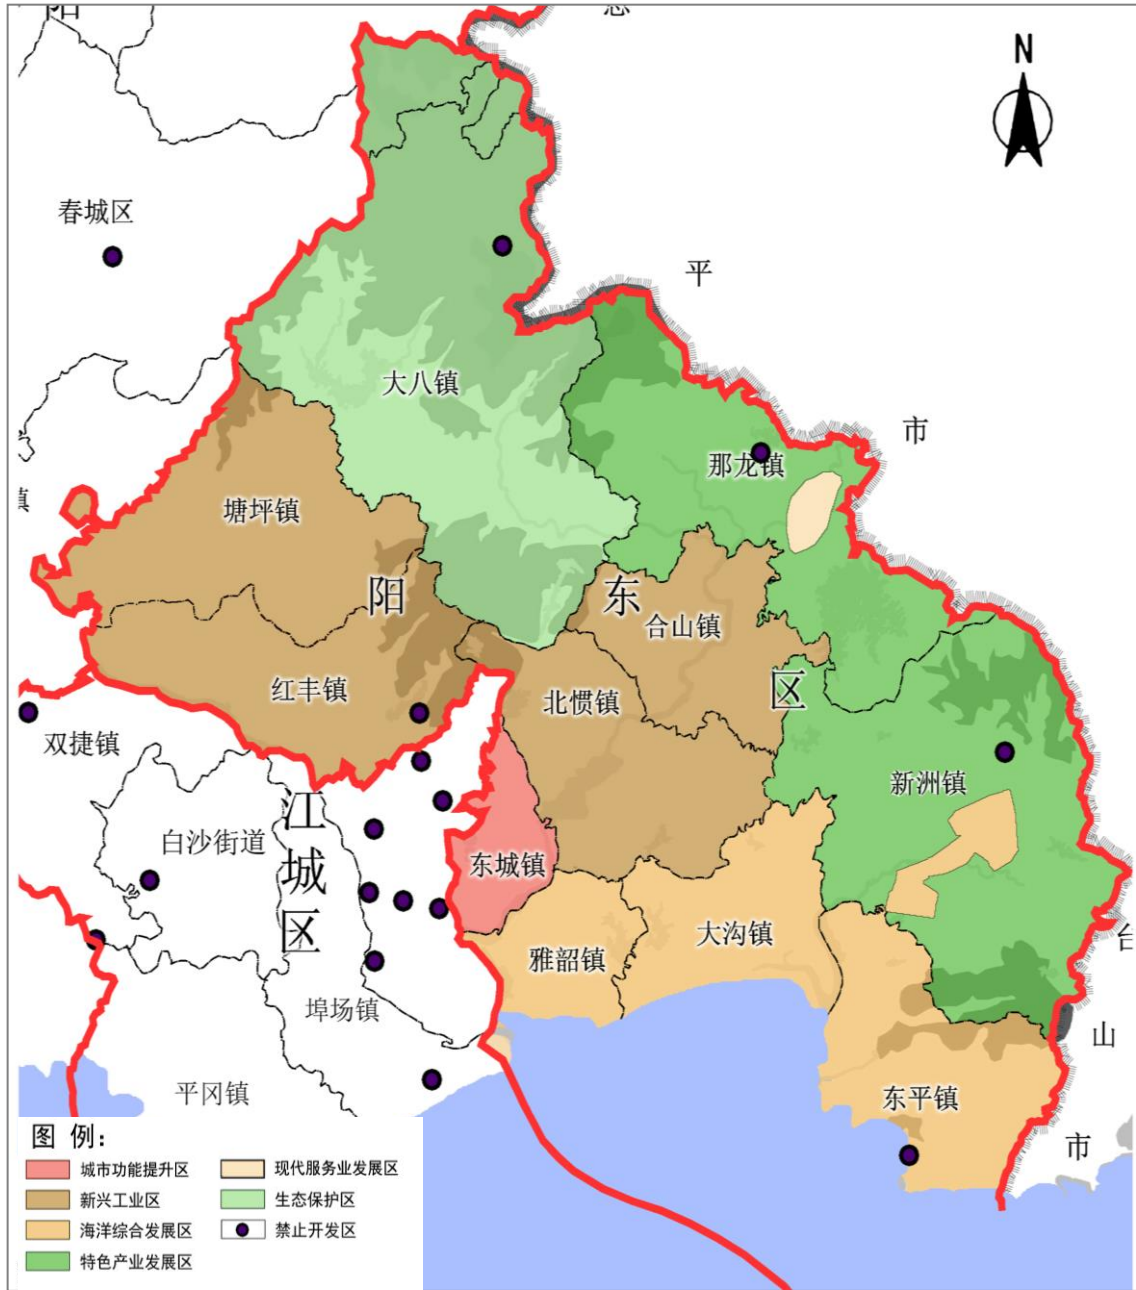 N
春城区
平
市
大八镇
那龙镇
塘坪镇
镇
阳
东
区
合山镇
红丰镇
北惯镇
双捷镇
新洲镇
江
城
区
白沙街道
东城镇
大沟镇
雅韶镇
台
埠场镇
山
平冈镇
东平镇
市
图 例：
城市功能提升区
现代服务业发展区
新兴工业区
生态保护区
海洋综合发展区
禁止开发区
特色产业发展区